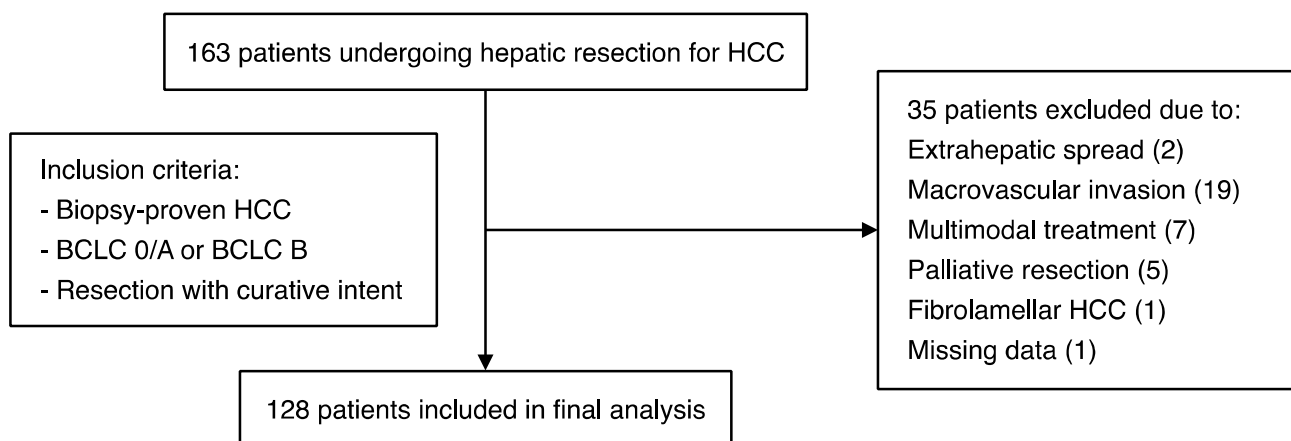 163 patients undergoing hepatic resection for HCC
Inclusion criteria:
- Biopsy-proven HCC
- BCLC 0/A or BCLC B
- Resection with curative intent
35 patients excluded due to:
Extrahepatic spread (2)
Macrovascular invasion (19)
Multimodal treatment (7)
Palliative resection (5)
Fibrolamellar HCC (1)
Missing data (1)
128 patients included in final analysis